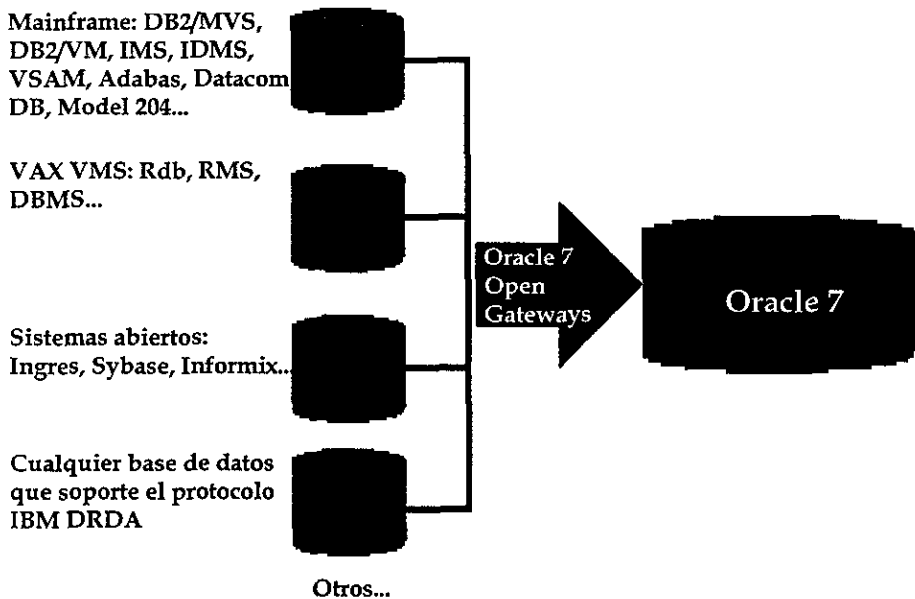 Mainframe: DB2/MVS,
DB2/VM, IMS, IDMS,
VSAM, Adabas, Datacom
DB, Model 204...
VAX VMS: Rdb, RMS,
DBMS...
Sistemas abiertos:
Ingres, Sybase, Informix...
Cualquier base de datos
que soporte el protocolo
IBM DRDA
Otros...
Oracle 7
Open
Gateways
Oracle 7